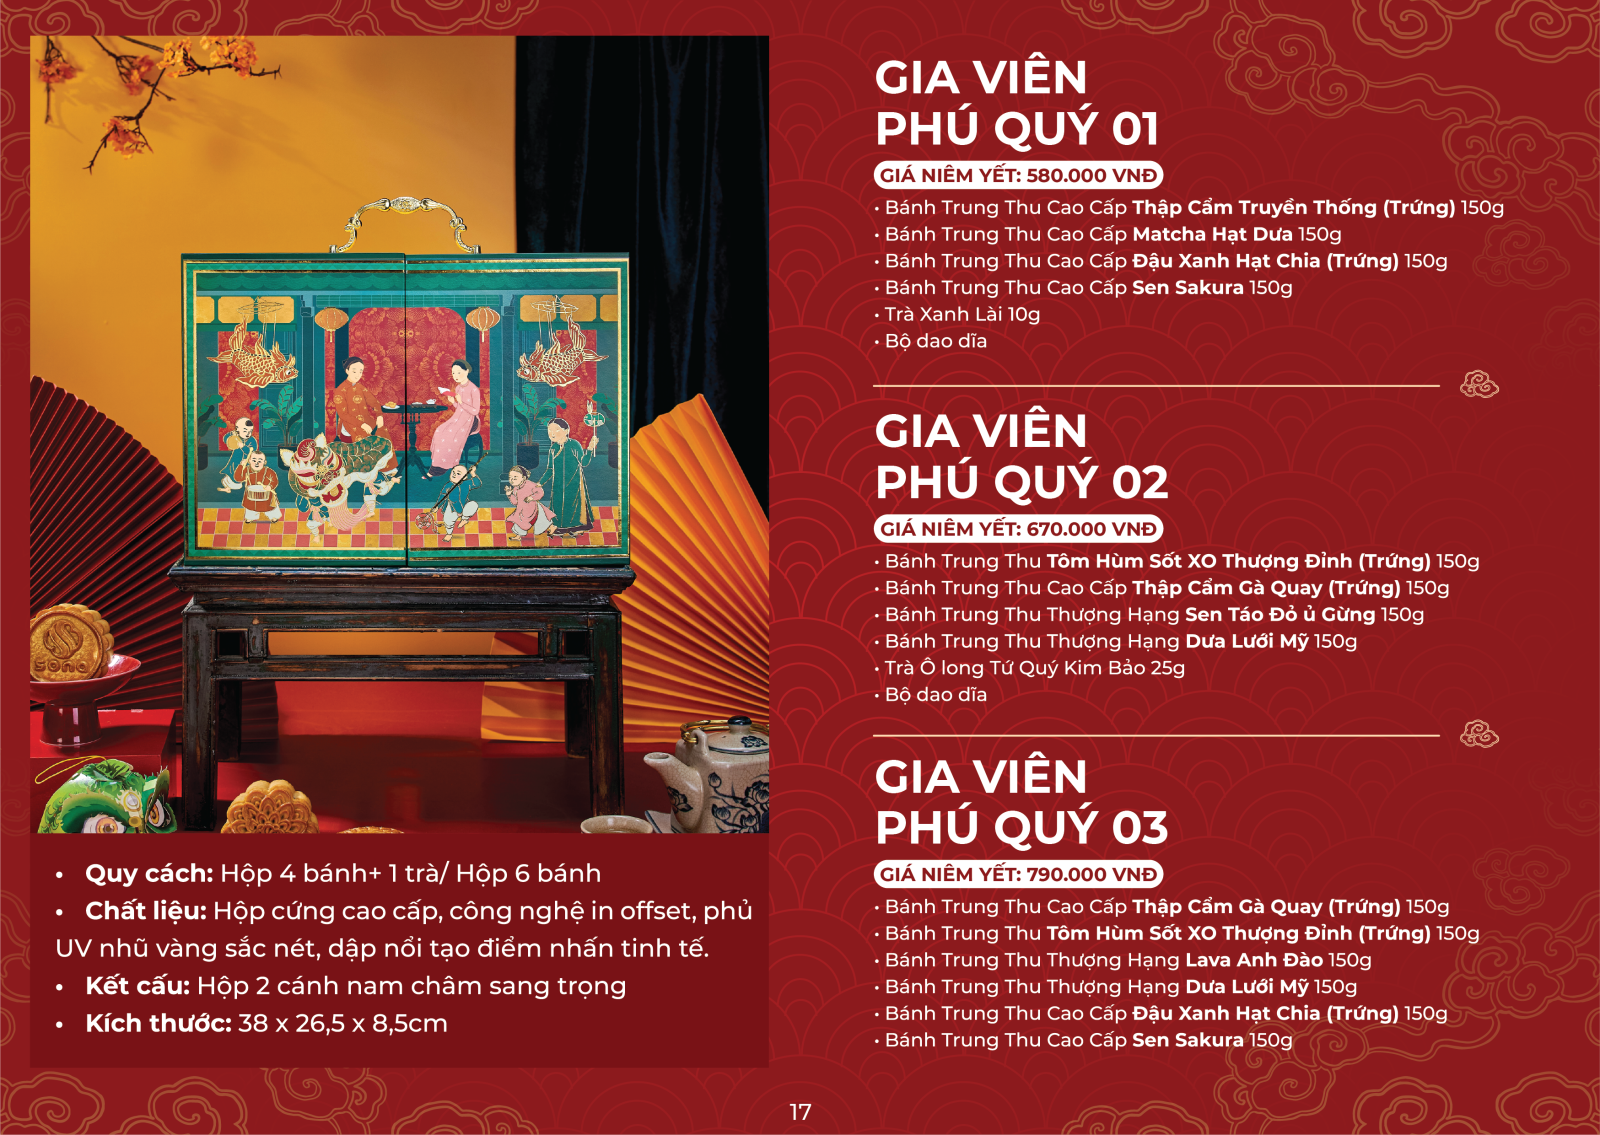 sona
• Quy cách: Hộp 4 bánh+ 1 trà/ Hộp 6 bánh
• Chất liệu: Hộp cứng cao cấp, công nghệ in offset, phủ
UV nhũ vàng sắc nét, dập nổi tạo điểm nhấn tinh tế.
• Kết cấu: Hộp 2 cánh nam châm sang trọng
• Kích thước: 38 x 26,5 x 8,5cm
GIA VIÊN
PHÚ QUÝ 01
GIÁ NIÊM YẾT: 580.000 VNĐ
• Bánh Trung Thu Cao Cấp Thập Cẩm Truyền Thống (Trứng) 150g
• Bánh Trung Thu Cao Cấp Matcha Hạt Dưa 150g
• Bánh Trung Thu Cao Cấp Đậu Xanh Hạt Chia (Trứng) 150g
• Bánh Trung Thu Cao Cấp Sen Sakura 150g
• Trà Xanh Lài 10g
• Bộ dao dĩa
GIA VIÊN
PHÚ QUÝ 02
GIÁ NIÊM YẾT: 670.000 VNĐ
• Bánh Trung Thu Tôm Hùm Sốt XO Thượng Đỉnh (Trứng) 150g
• Bánh Trung Thu Cao Cấp Thập Cẩm Gà Quay (Trứng) 150g
• Bánh Trung Thu Thượng Hạng Sen Táo Đỏ ủ Gừng 150g
• Bánh Trung Thu Thượng Hạng Dưa Lưới Mỹ 150g
• Trà Ô long Tứ Quý Kim Bảo 25g
• Bộ dao dĩa
GIA VIÊN
PHÚ QUÝ 03
GIÁ NIÊM YẾT: 790.000 VNĐ
• Bánh Trung Thu Cao Cấp Thập Cẩm Gà Quay (Trứng) 150g
• Bánh Trung Thu Tôm Hùm Sốt XO Thượng Đỉnh (Trứng) 150g
• Bánh Trung Thu Thượng Hạng Lava Anh Đào 150g
• Bánh Trung Thu Thượng Hạng Dưa Lưới Mỹ 150g
• Bánh Trung Thu Cao Cấp Đậu Xanh Hạt Chia (Trứng) 150g
• Bánh Trung Thu Cao Cấp Sen Sakura 150g
17